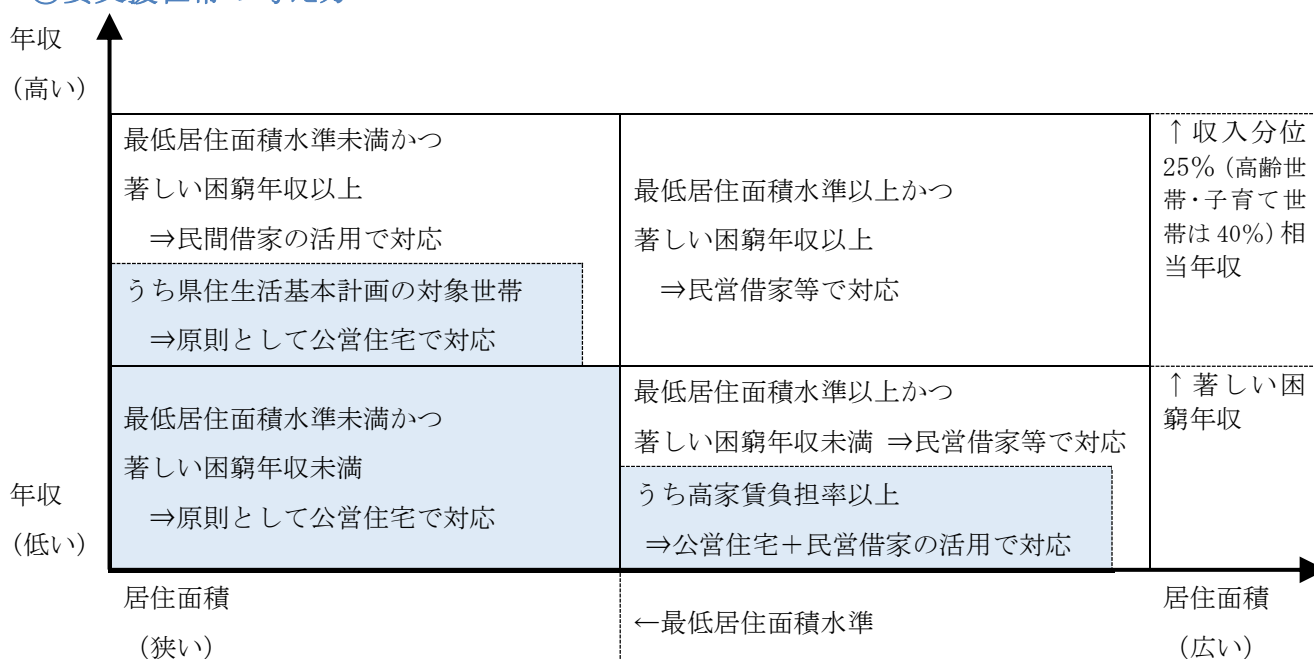 年収
（高い）
最低居住面積水準未満かつ
著しい困窮年収以上
⇒民間借家の活用で対応
うち県住生活基本計画の対象世帯
⇒原則として公営住宅で対応
最低居住面積水準以上かつ
著しい困窮年収以上
⇒民営借家等で対応
↑収入分位
25％（高齢世
帯・子育て世
帯は 40％）相
当年収
最低居住面積水準未満かつ
著しい困窮年収未満
⇒原則として公営住宅で対応
最低居住面積水準以上かつ
著しい困窮年収未満 ⇒民営借家等で対応
うち高家賃負担率以上
⇒公営住宅＋民営借家の活用で対応
↑著しい困
窮年収
年収
（低い）
居住面積
（狭い）
←最低居住面積水準
居住面積
（広い）